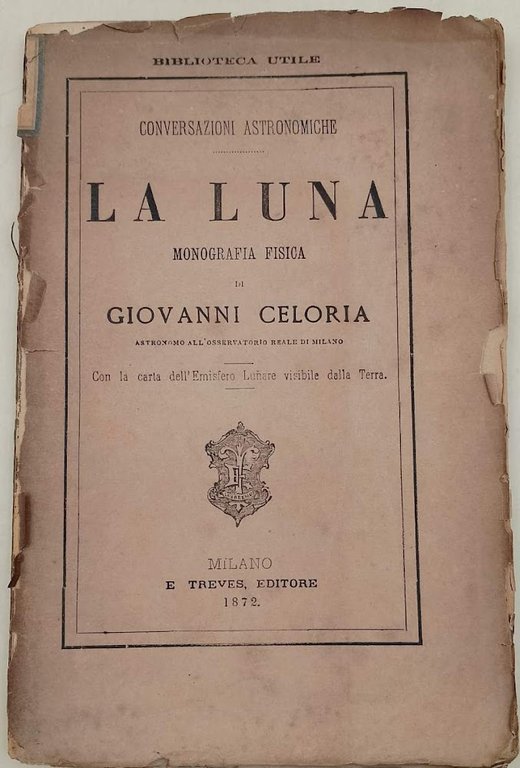 BIBLIOTECA UTILE
CONVERSAZIONI ASTRONOMICHE
LA LUNA
MONOGRAFIA FISICA
DI
GIOVANNI CELORIA
ASTRONOMO ALL'OSSERVATORIO REALE DI MILANO
Con la carta dell'Emisfero Lunare visibile dalla Terra.
MILANO
E TREVES, EDITORE
1872.